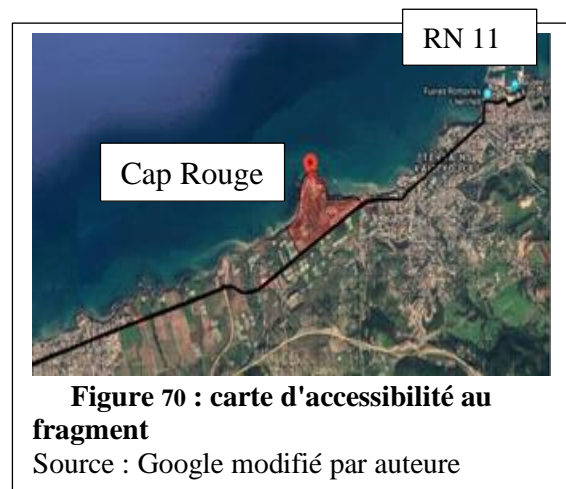 RN 11
Cap Rouge
Figure 70 : carte d'accessibilité au
fragment
Source : Google modifié par auteure